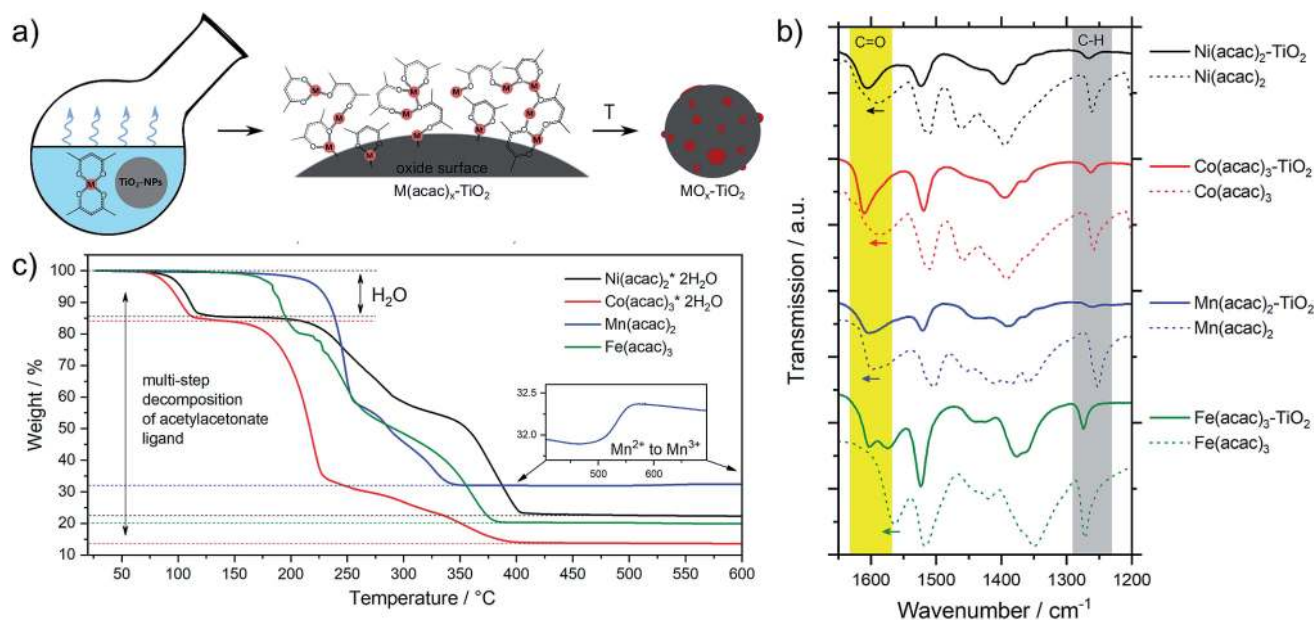 a)
TiO₂-NPs
M
M
M
M
M
M
M
M
M
M
M
M
M
oxide surface
M(acac)ₓ-TiO₂
T
MOₓ-TiO₂
b)
C=O
C-H
Ni(acac)₂-TiO₂
Ni(acac)₂
Co(acac)₃-TiO₂
Co(acac)₃
Mn(acac)₂-TiO₂
Mn(acac)₂
Fe(acac)₃-TiO₂
Fe(acac)₃
Transmission / a.u.
1600 1500 1400 1300 1200
Wavenumber / cm⁻¹
c)
100
90
80
70
60
50
40
30
20
10
Weight / %
H₂O
Ni(acac)₂* 2H₂O
Co(acac)₃* 2H₂O
Mn(acac)₂
Fe(acac)₃
multi-step
decomposition
of acetylacetonate
ligand
32.5
32.0
Mn²⁺ to Mn³⁺
500 600
50 100 150 200 250 300 350 400 450 500 550 600
Temperature / °C